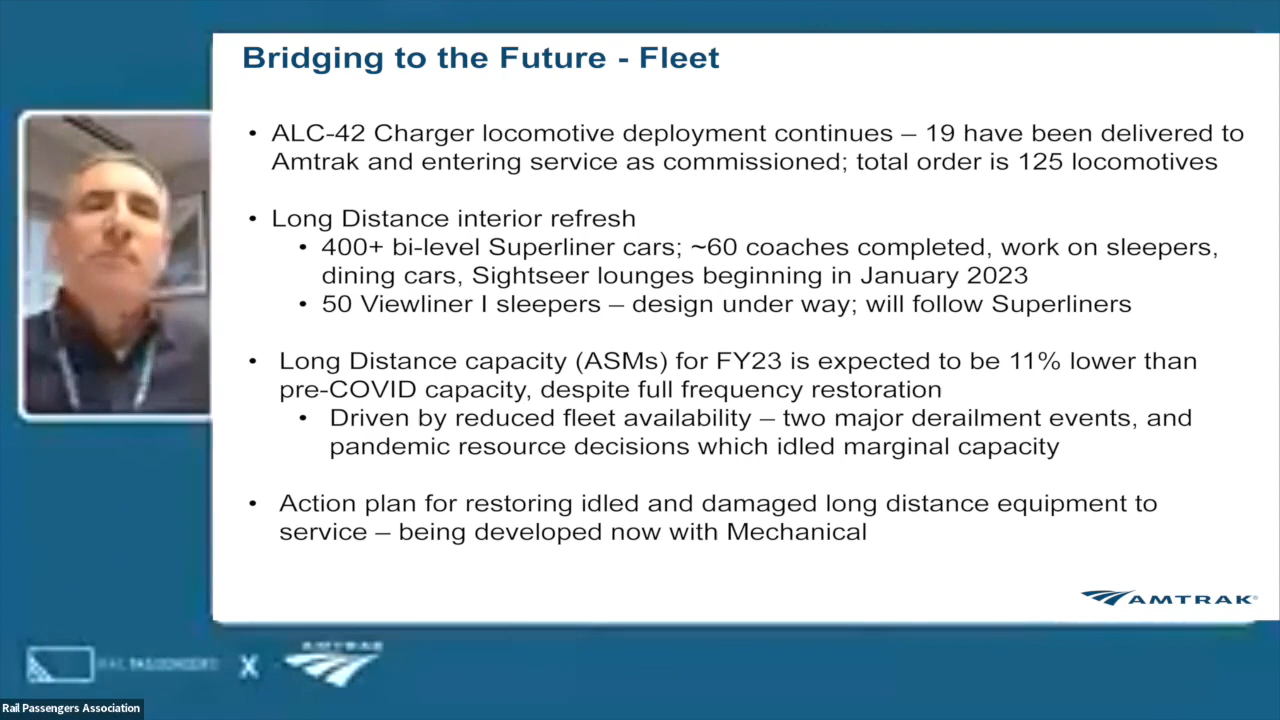 Bridging to the Future - Fleet
• ALC-42 Charger locomotive deployment continues – 19 have been delivered to
Amtrak and entering service as commissioned; total order is 125 locomotives
• Long Distance interior refresh
• 400+ bi-level Superliner cars; ~60 coaches completed, work on sleepers,
dining cars, Sightseer lounges beginning in January 2023
• 50 Viewliner I sleepers – design under way; will follow Superliners
• Long Distance capacity (ASMs) for FY23 is expected to be 11% lower than
pre-COVID capacity, despite full frequency restoration
• Driven by reduced fleet availability – two major derailment events, and
pandemic resource decisions which idled marginal capacity
• Action plan for restoring idled and damaged long distance equipment to
service – being developed now with Mechanical
AMTRAK®
RAIL PASSENGERS X AMTRAK
Rail Passengers Association